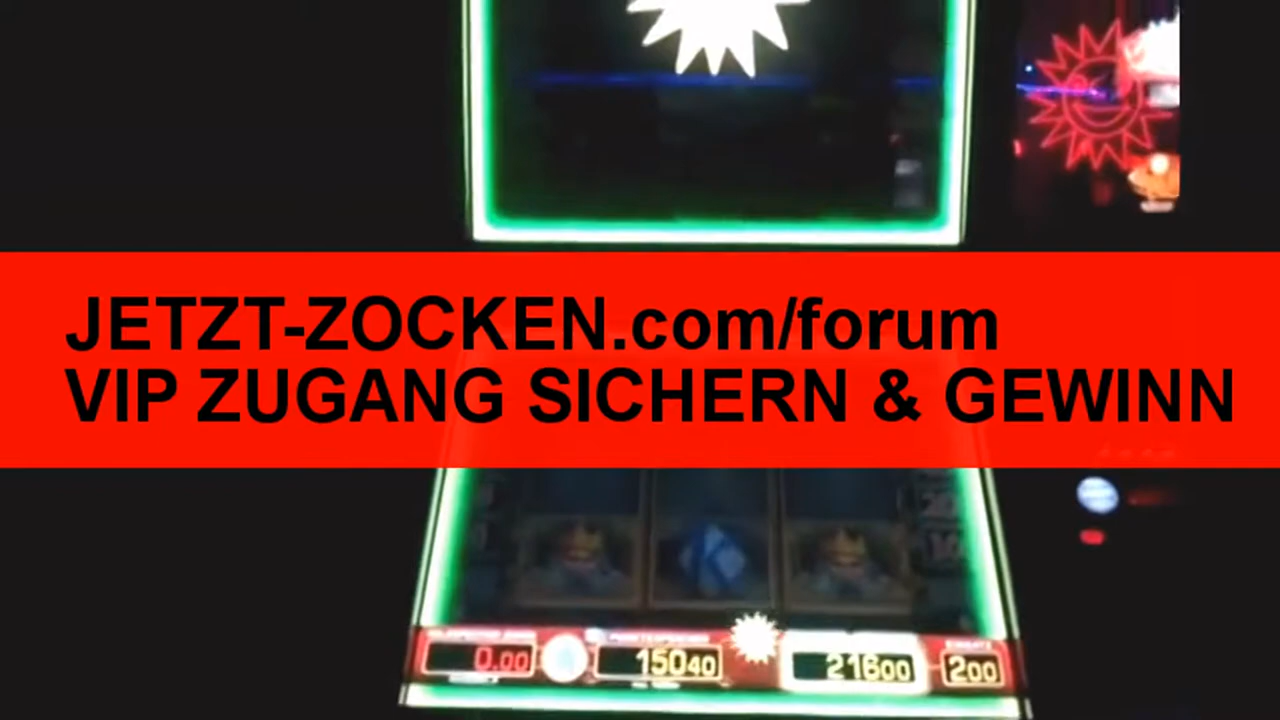 JETZT-ZOCKEN.com/forum
VIP ZUGANG SICHERN & GEWINN
0.00
15040
21600
200